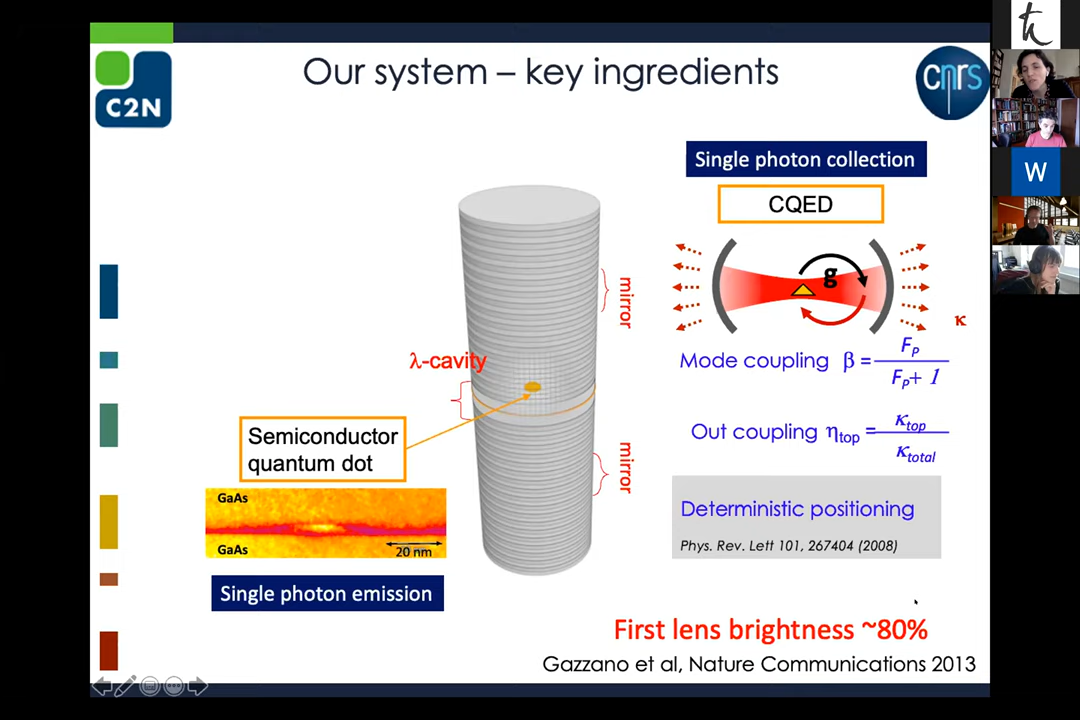 Our system – key ingredients
C2N
cnrs
Single photon collection
CQED
g
κ
mirror
λ-cavity
Mode coupling β = F_P / F_P + 1
Out coupling η_top = κ_top / κ_total
mirror
Semiconductor
quantum dot
GaAs
GaAs
20 nm
Deterministic positioning
Phys. Rev. Lett 101, 267404 (2008)
Single photon emission
First lens brightness ~80%
Gazzano et al, Nature Communications 2013
W